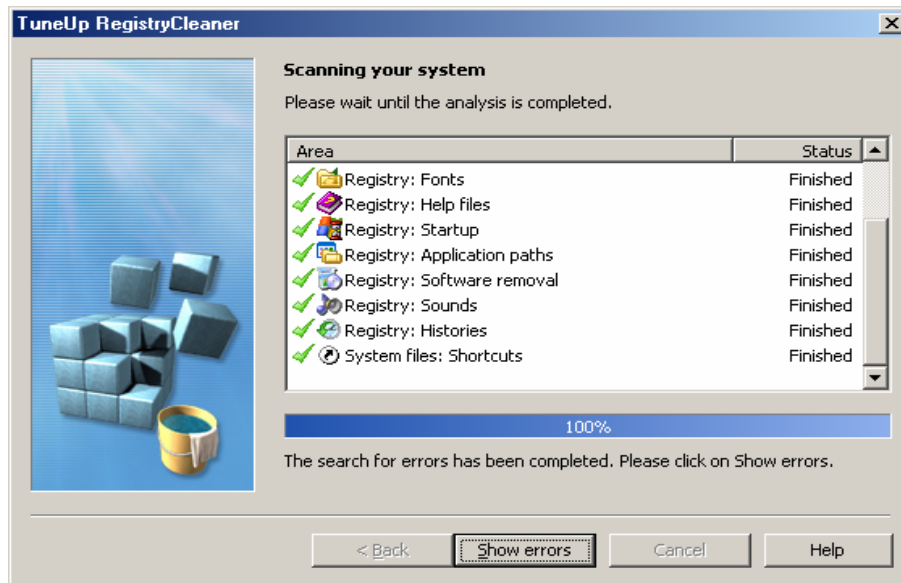 TuneUp RegistryCleaner
Scanning your system
Please wait until the analysis is completed.
Area Status
Registry: Fonts Finished
Registry: Help files Finished
Registry: Startup Finished
Registry: Application paths Finished
Registry: Software removal Finished
Registry: Sounds Finished
Registry: Histories Finished
System files: Shortcuts Finished
100%
The search for errors has been completed. Please click on Show errors.
< Back Show errors Cancel Help